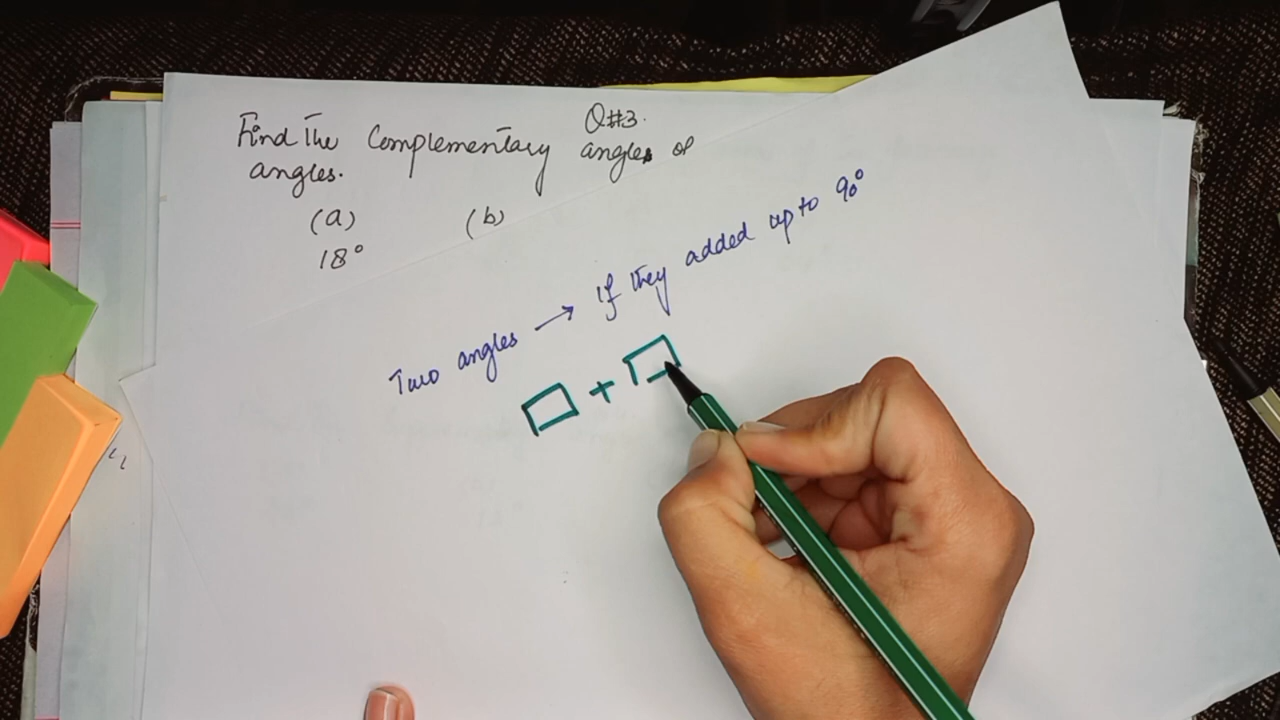 Q#3.
Find The Complementary angles of
angles.
(a) (b)
18°
Two angles → If they added up to 90°
+